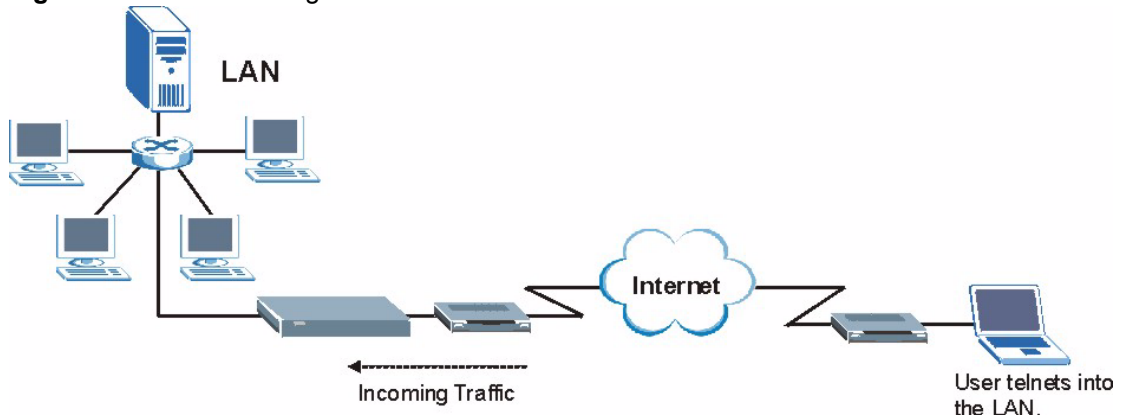 LAN
Internet
Incoming Traffic
User telnets into
the LAN.